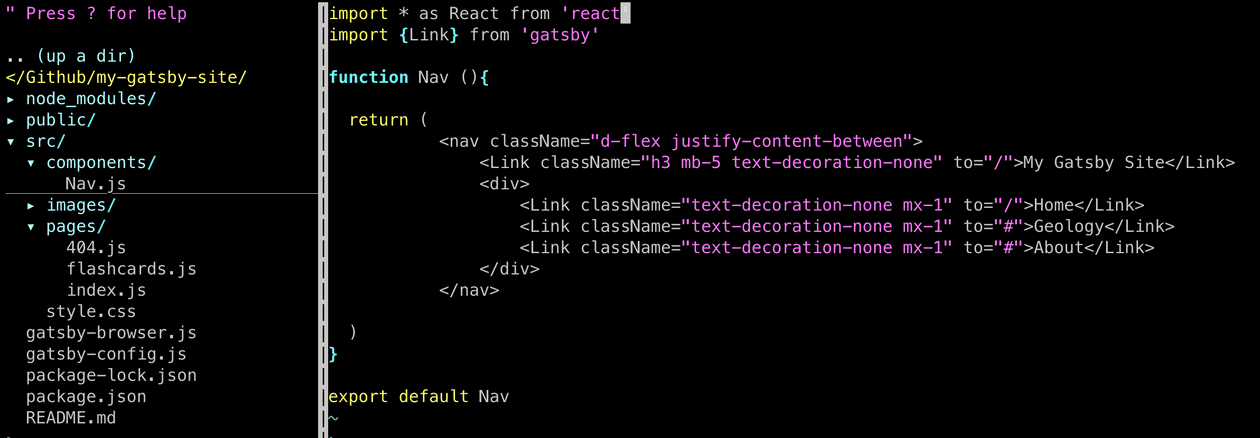 " Press ? for help
.. (up a dir)
</Github/my-gatsby-site/
▸ node_modules/
▸ public/
▾ src/
▾ components/
Nav.js
▸ images/
▾ pages/
404.js
flashcards.js
index.js
style.css
gatsby-browser.js
gatsby-config.js
package-lock.json
package.json
README.md
import * as React from 'react'
import {Link} from 'gatsby'
function Nav (){
return (
<nav className="d-flex justify-content-between">
<Link className="h3 mb-5 text-decoration-none" to="/">My Gatsby Site</Link>
<div>
<Link className="text-decoration-none mx-1" to="/">Home</Link>
<Link className="text-decoration-none mx-1" to="#">Geology</Link>
<Link className="text-decoration-none mx-1" to="#">About</Link>
</div>
</nav>
)
}
export default Nav
~